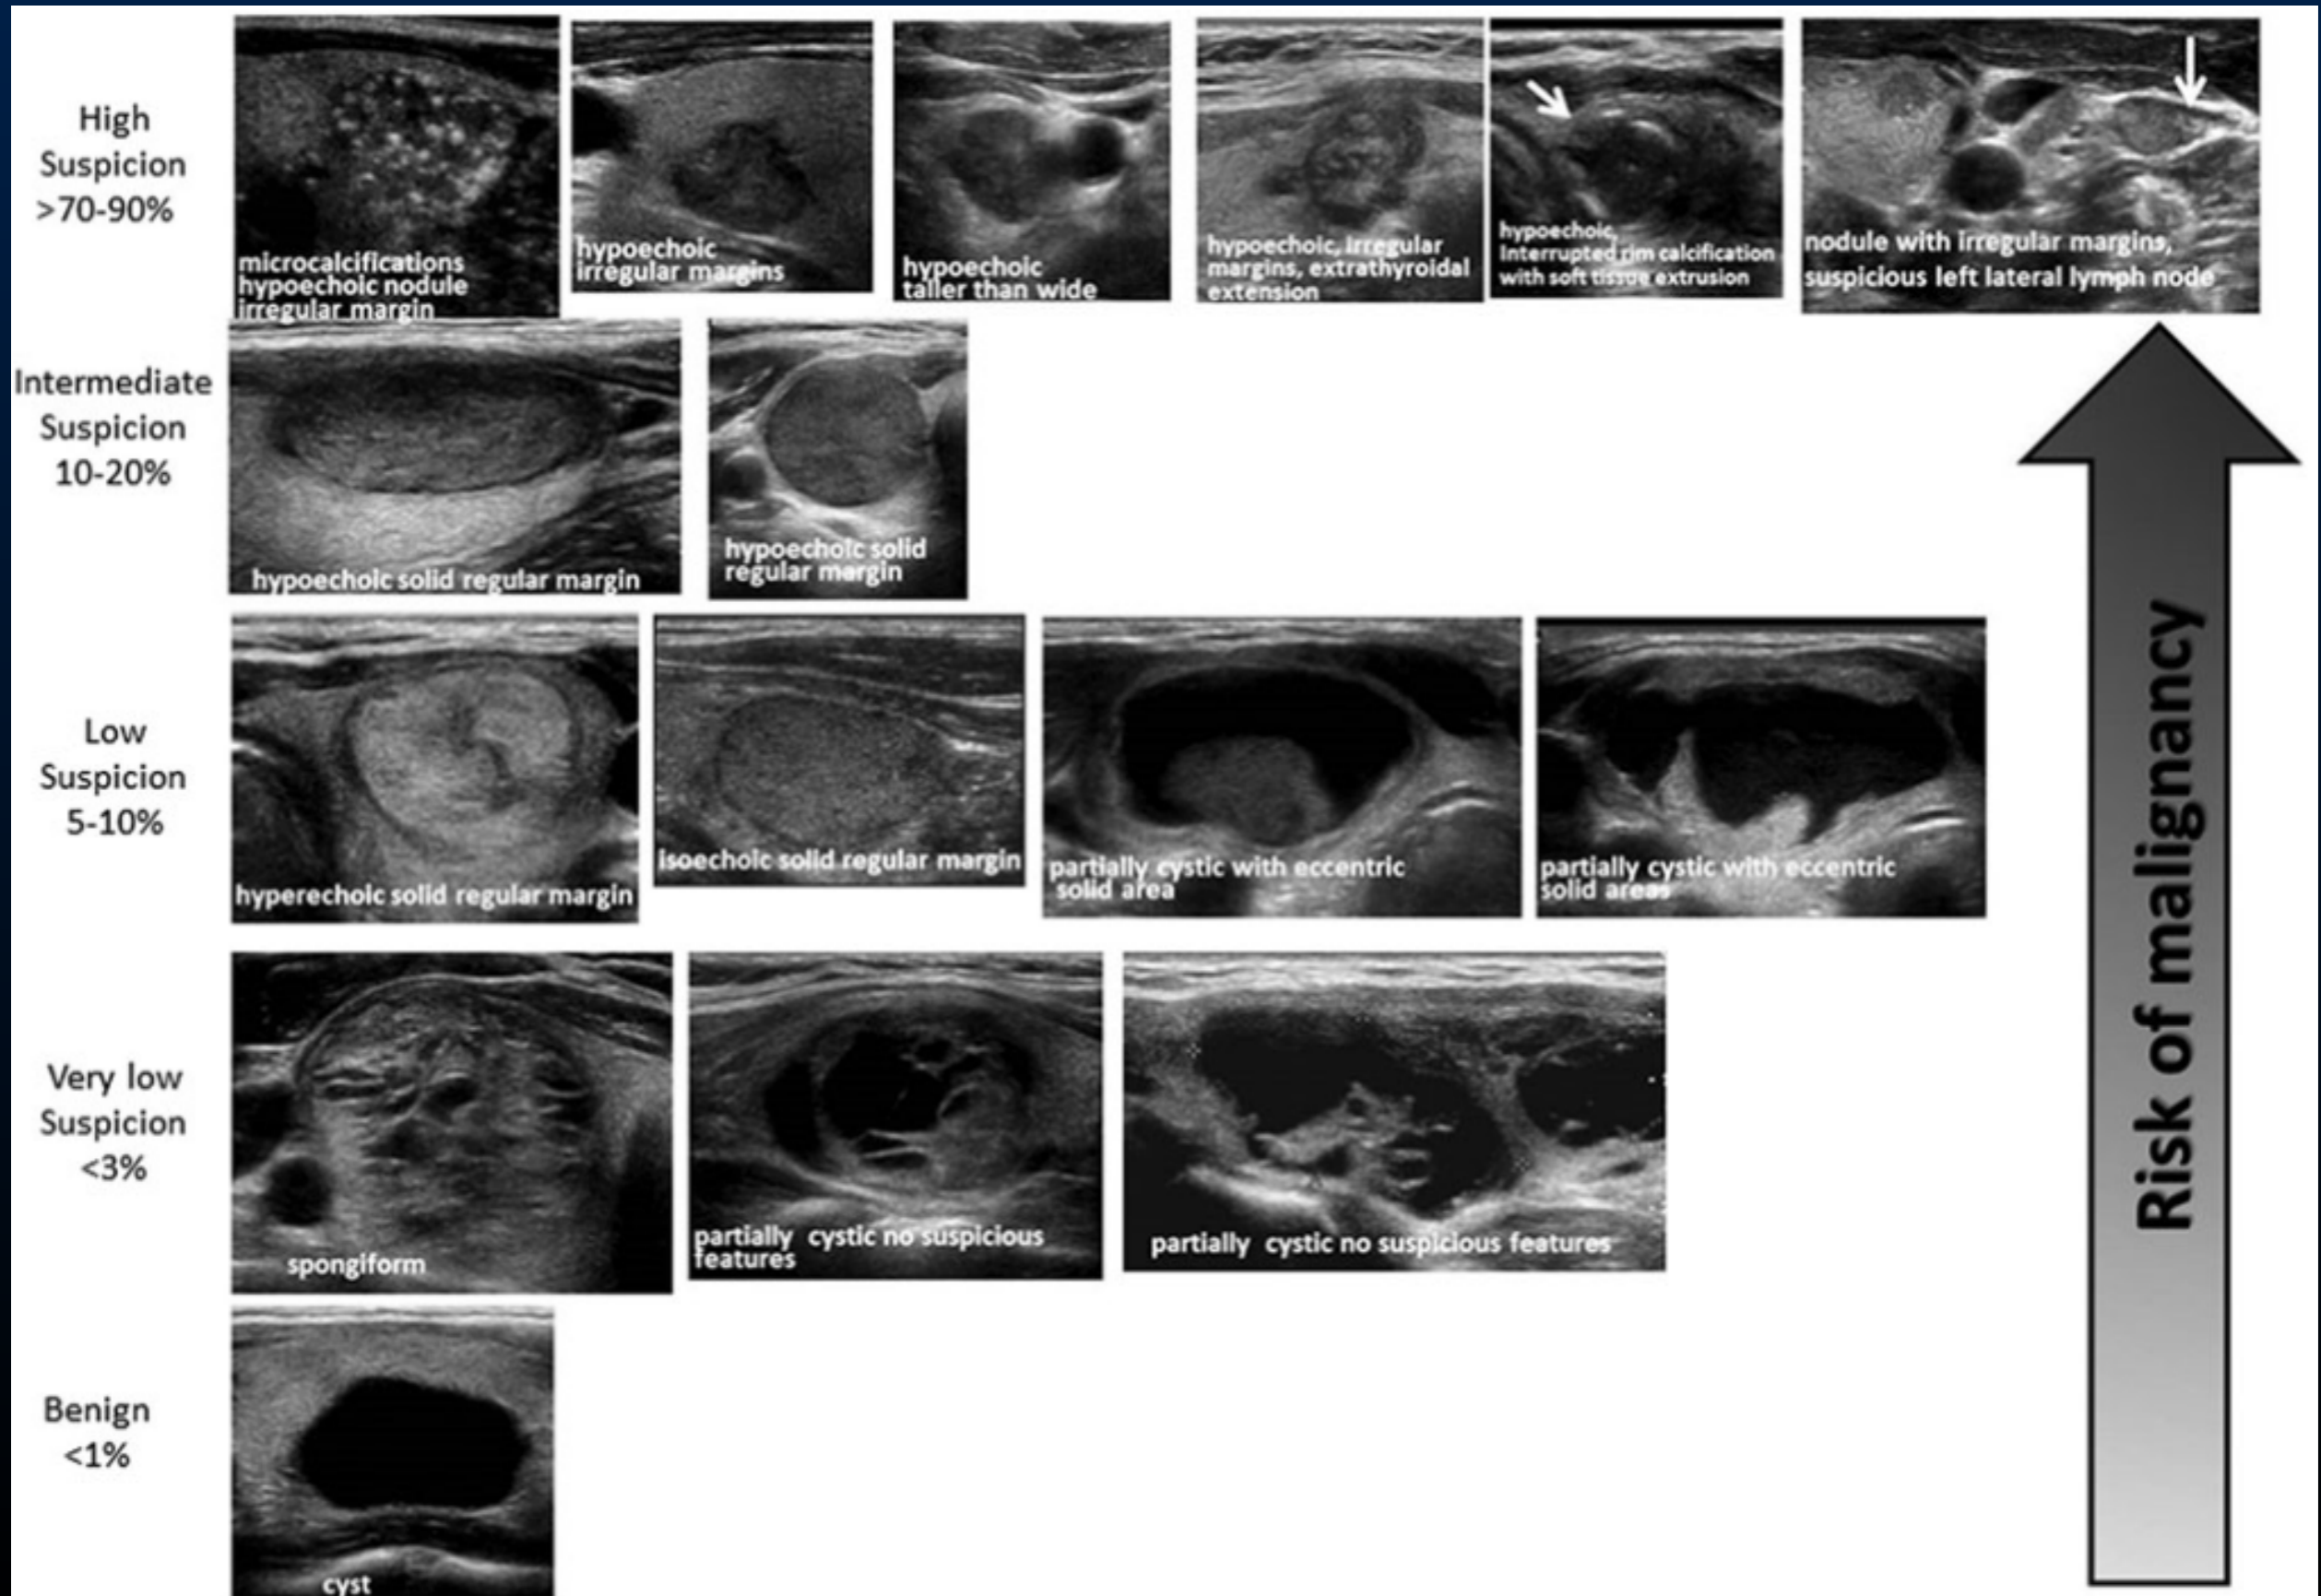 High
Suspicion
>70-90%
microcalcifications
hypoechoic nodule
irregular margin
hypoechoic
irregular margins
hypoechoic
taller than wide
hypoechoic, irregular
margins, extrathyroidal
extension
hypoechoic,
Interrupted rim calcification
with soft tissue extrusion
nodule with irregular margins,
suspicious left lateral lymph node
Intermediate
Suspicion
10-20%
hypoechoic solid regular margin
hypoechoic solid
regular margin
Low
Suspicion
5-10%
hyperechoic solid regular margin
isoechoic solid regular margin
partially cystic with eccentric
solid area
partially cystic with eccentric
solid areas
Very low
Suspicion
<3%
spongiform
partially cystic no suspicious
features
partially cystic no suspicious features
Benign
<1%
cyst
Risk of malignancy